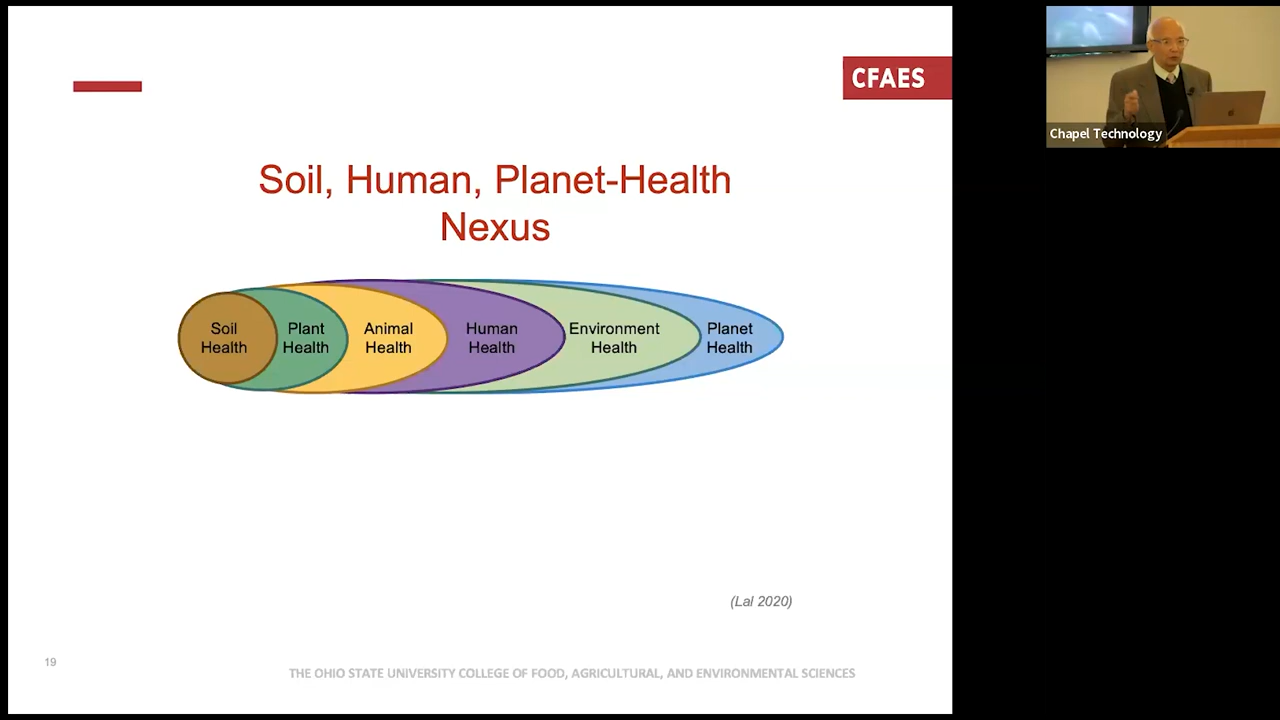 CFAES
Chapel Technology
Soil, Human, Planet-Health
Nexus
Soil
Health
Plant
Health
Animal
Health
Human
Health
Environment
Health
Planet
Health
(Lal 2020)
19
THE OHIO STATE UNIVERSITY COLLEGE OF FOOD, AGRICULTURAL, AND ENVIRONMENTAL SCIENCES